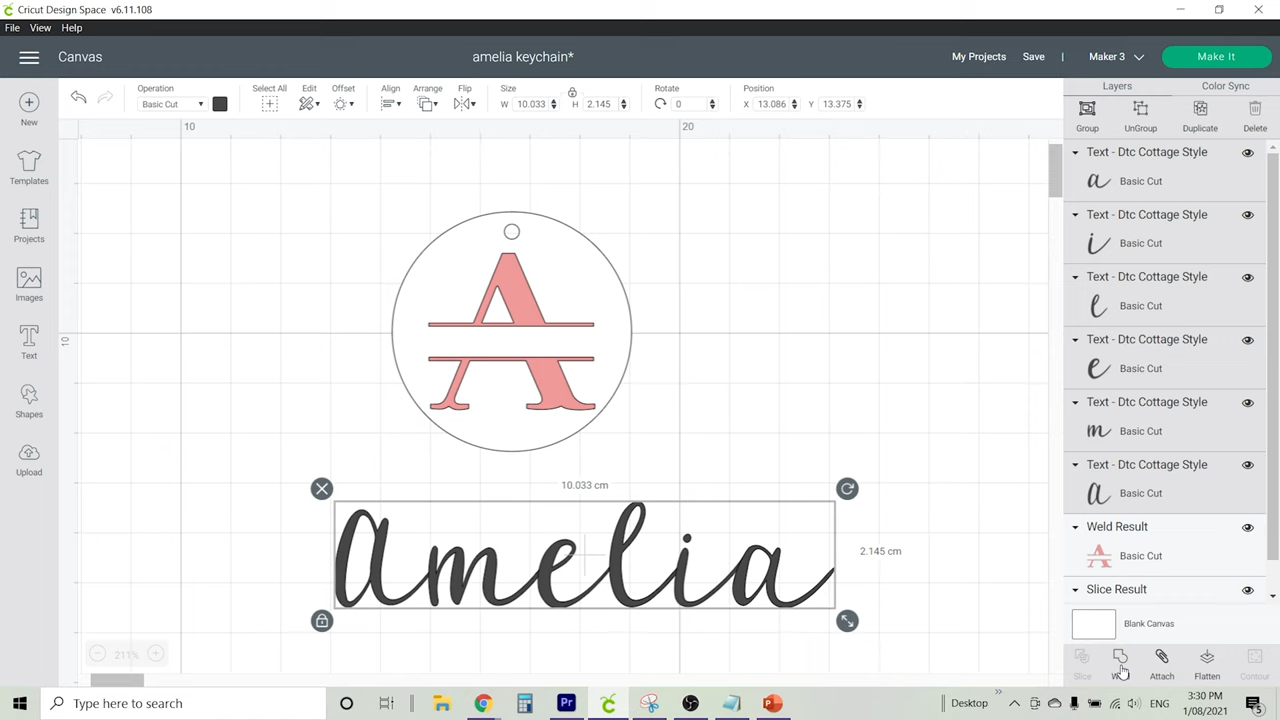 Cricut Design Space v6.11.108
File View Help
Canvas
amelia keychain*
My Projects Save | Maker 3 Make It
Operation Select All Edit Offset Align Arrange Flip Size Rotate Position
Basic Cut W 10.033 H 2.145 0 X 13.086 Y 13.375
Layers Color Sync
Group UnGroup Duplicate Delete
New
Templates
Projects
Images
Text
Shapes
Upload
10 20
10
A
10.033 cm
Amelia
2.145 cm
211%
Text - Dtc Cottage Style
a Basic Cut
Text - Dtc Cottage Style
i Basic Cut
Text - Dtc Cottage Style
l Basic Cut
Text - Dtc Cottage Style
e Basic Cut
Text - Dtc Cottage Style
m Basic Cut
Text - Dtc Cottage Style
a Basic Cut
Weld Result
A Basic Cut
Slice Result
Blank Canvas
Slice Attach Flatten Contour
Type here to search
Pr
Desktop
ENG
3:30 PM
1/08/2021
5